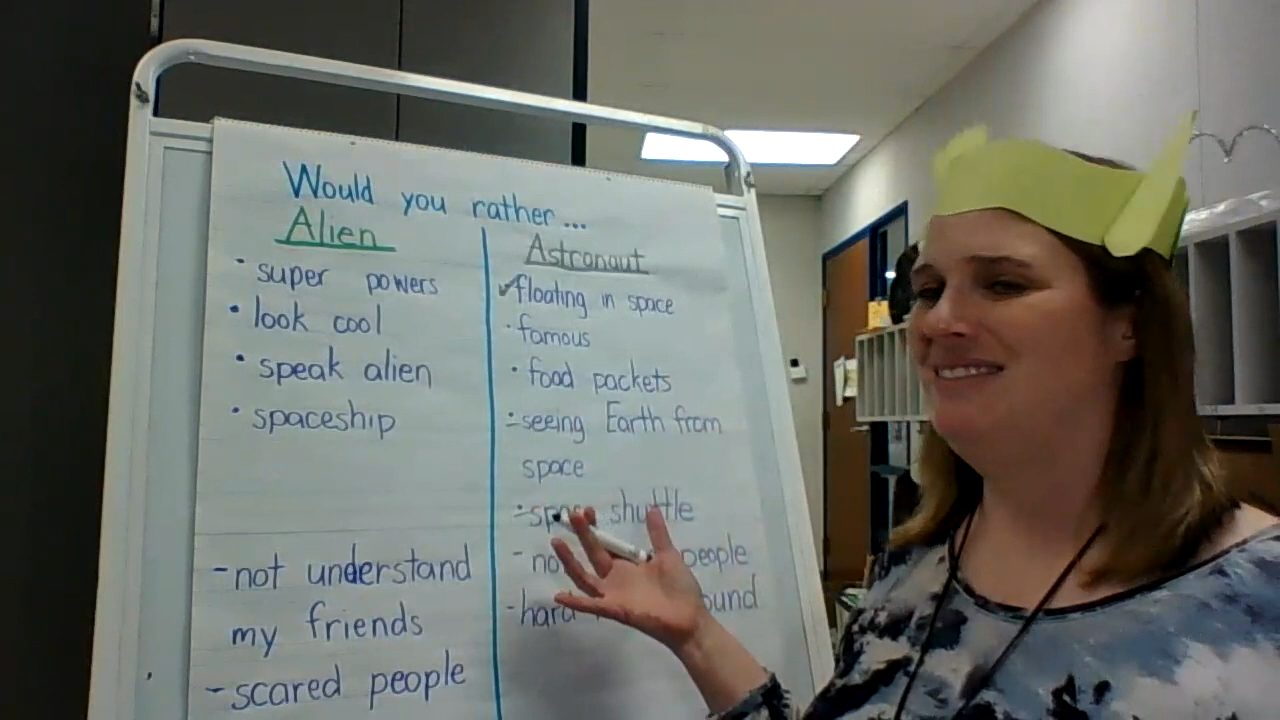 Would you rather...
Alien
• super powers
• look cool
• speak alien
• spaceship
-not understand
my friends
-scared people
Astronaut
✓floating in space
• famous
• food packets
-seeing Earth from
space
shuttle
people